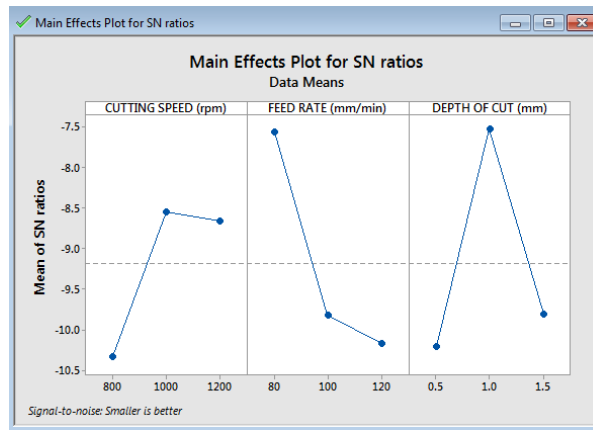 Main Effects Plot for SN ratios
Main Effects Plot for SN ratios
Data Means
CUTTING SPEED (rpm) FEED RATE (mm/min) DEPTH OF CUT (mm)
Mean of SN ratios
-7.5
-8.0
-8.5
-9.0
-9.5
-10.0
-10.5
800 1000 1200 80 100 120 0.5 1.0 1.5
Signal-to-noise: Smaller is better